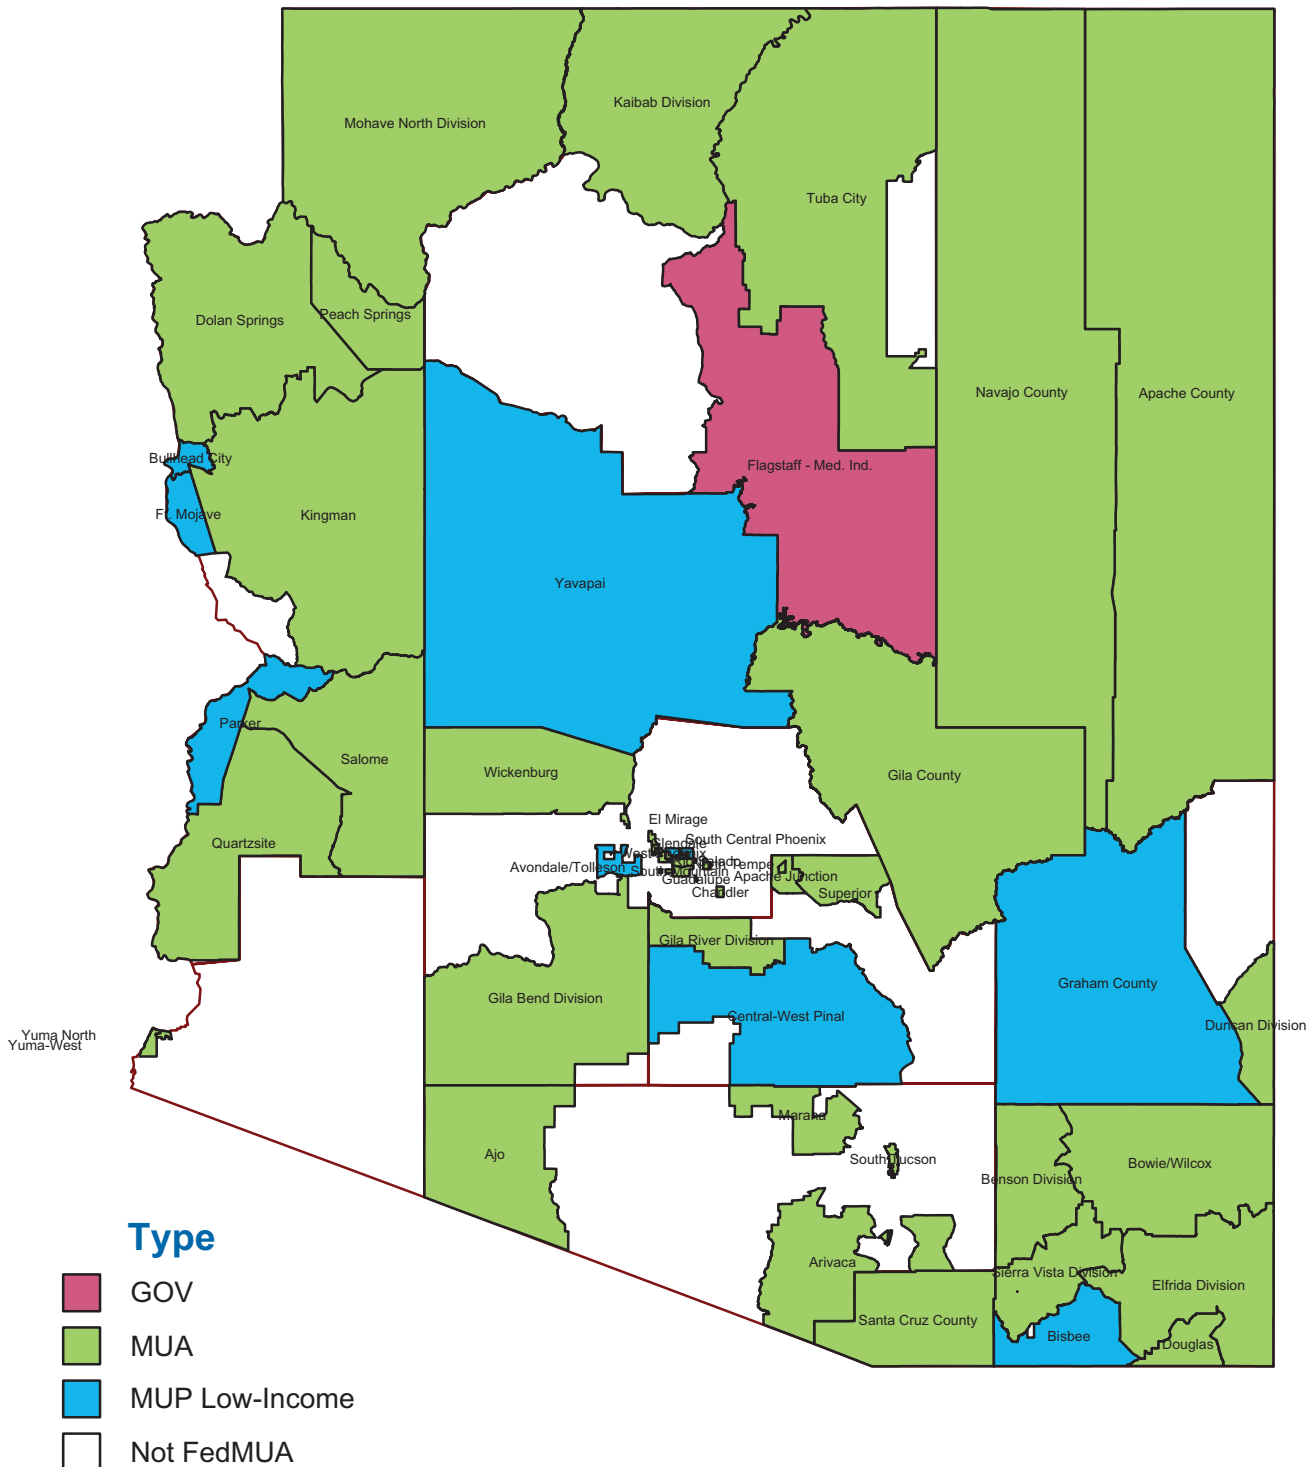 Kaibab Division
Mohave North Division
Tuba City
Peach Springs
Dolan Springs
Navajo County
Apache County
Bullhead City
Flagstaff - Med. Ind.
Ft. Mojave
Kingman
Yavapai
Parker
Salome
Wickenburg
Gila County
El Mirage
South Central Phoenix
Glendale
Quartzsite
Avondale/Tolleson
South Mountain
Tempe
Guadalupe
Apache Junction
Chandler
Superior
Gila River Division
Gila Bend Division
Graham County
Central-West Pinal
Duncan Division
Yuma North
Yuma-West
Marana
Ajo
South Tucson
Bowie/Wilcox
Benson Division
Arivaca
Sierra Vista Division
Elfrida Division
Santa Cruz County
Bisbee
Douglas
Type
GOV
MUA
MUP Low-Income
Not FedMUA